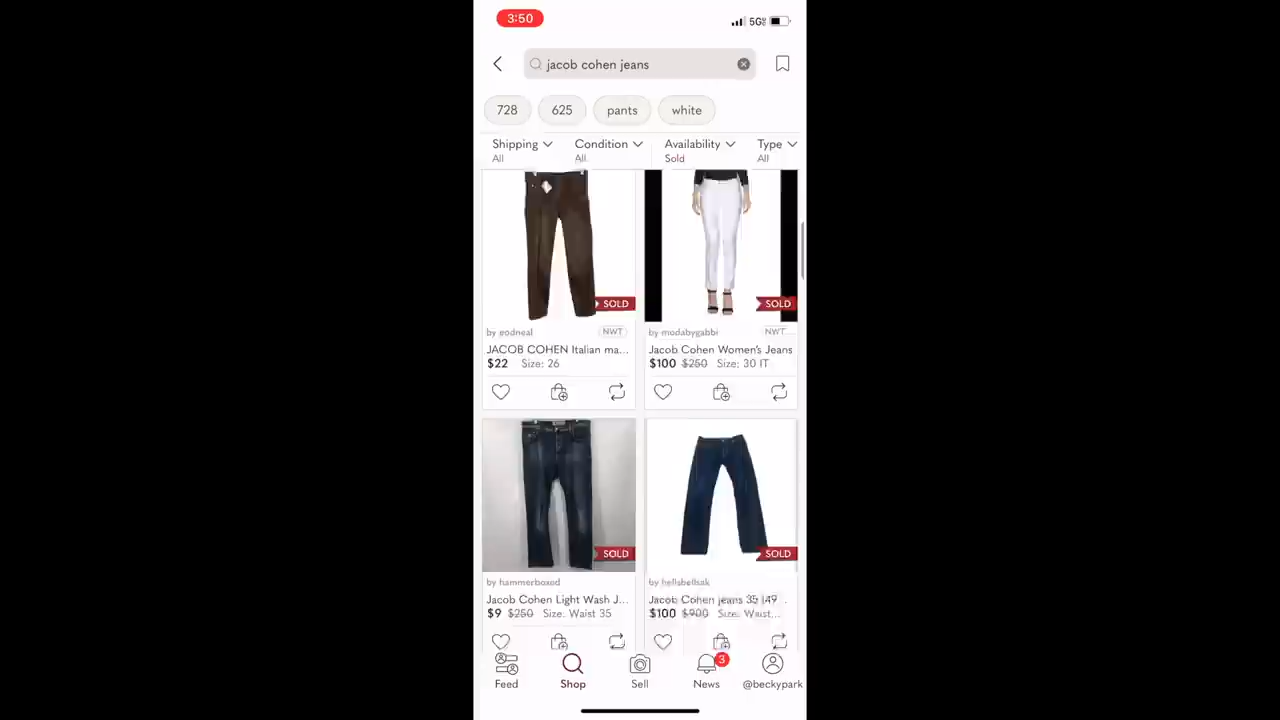 3:50
5G
jacob cohen jeans
728 625 pants white
Shipping Condition Availability Type
All All Sold All
SOLD SOLD
by eodneal NWT by modabygabbi NWT
JACOB COHEN Italian ma... Jacob Cohen Women's Jeans
$22 Size: 26 $100 $250 Size: 30 IT
SOLD SOLD
by hammerboxed by hellsbellsak
Jacob Cohen Light Wash J... Jacob Cohen jeans 35 (49 ...
$9 $250 Size: Waist 35 $100 $900 Size: Waist,...
3
Feed Shop Sell News @beckypark